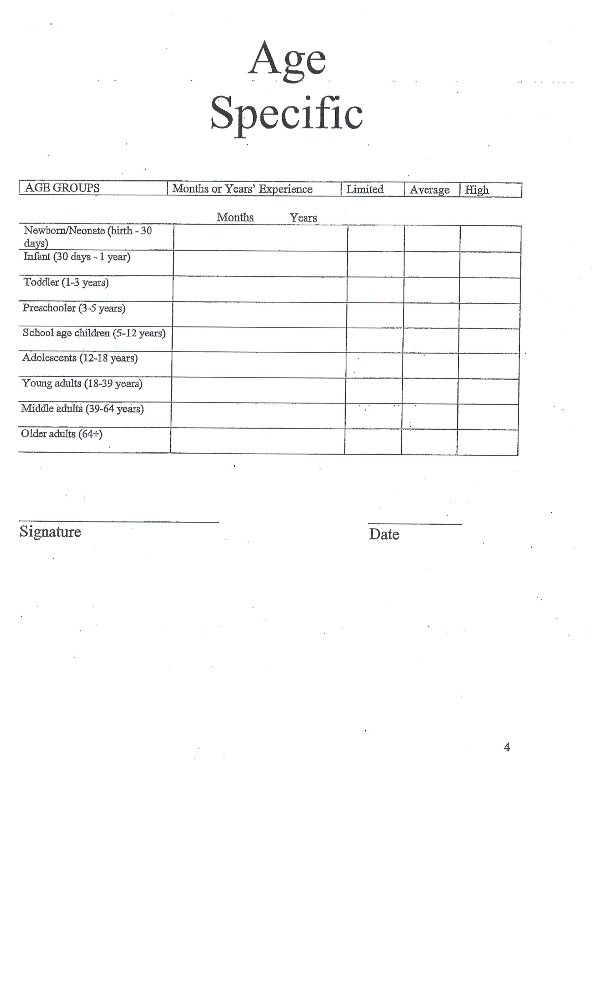 Age
Specific
AGE GROUPS Months or Years’ Experience Limited Average High
Months Years
Newborn/Neonate (birth - 30
days)
Infant (30 days - 1 year)
Toddler (1-3 years)
Preschooler (3-5 years)
School age children (5-12 years)
Adolescents (12-18 years)
Young adults (18-39 years)
Middle adults (39-64 years)
Older adults (64+)
Signature Date
4